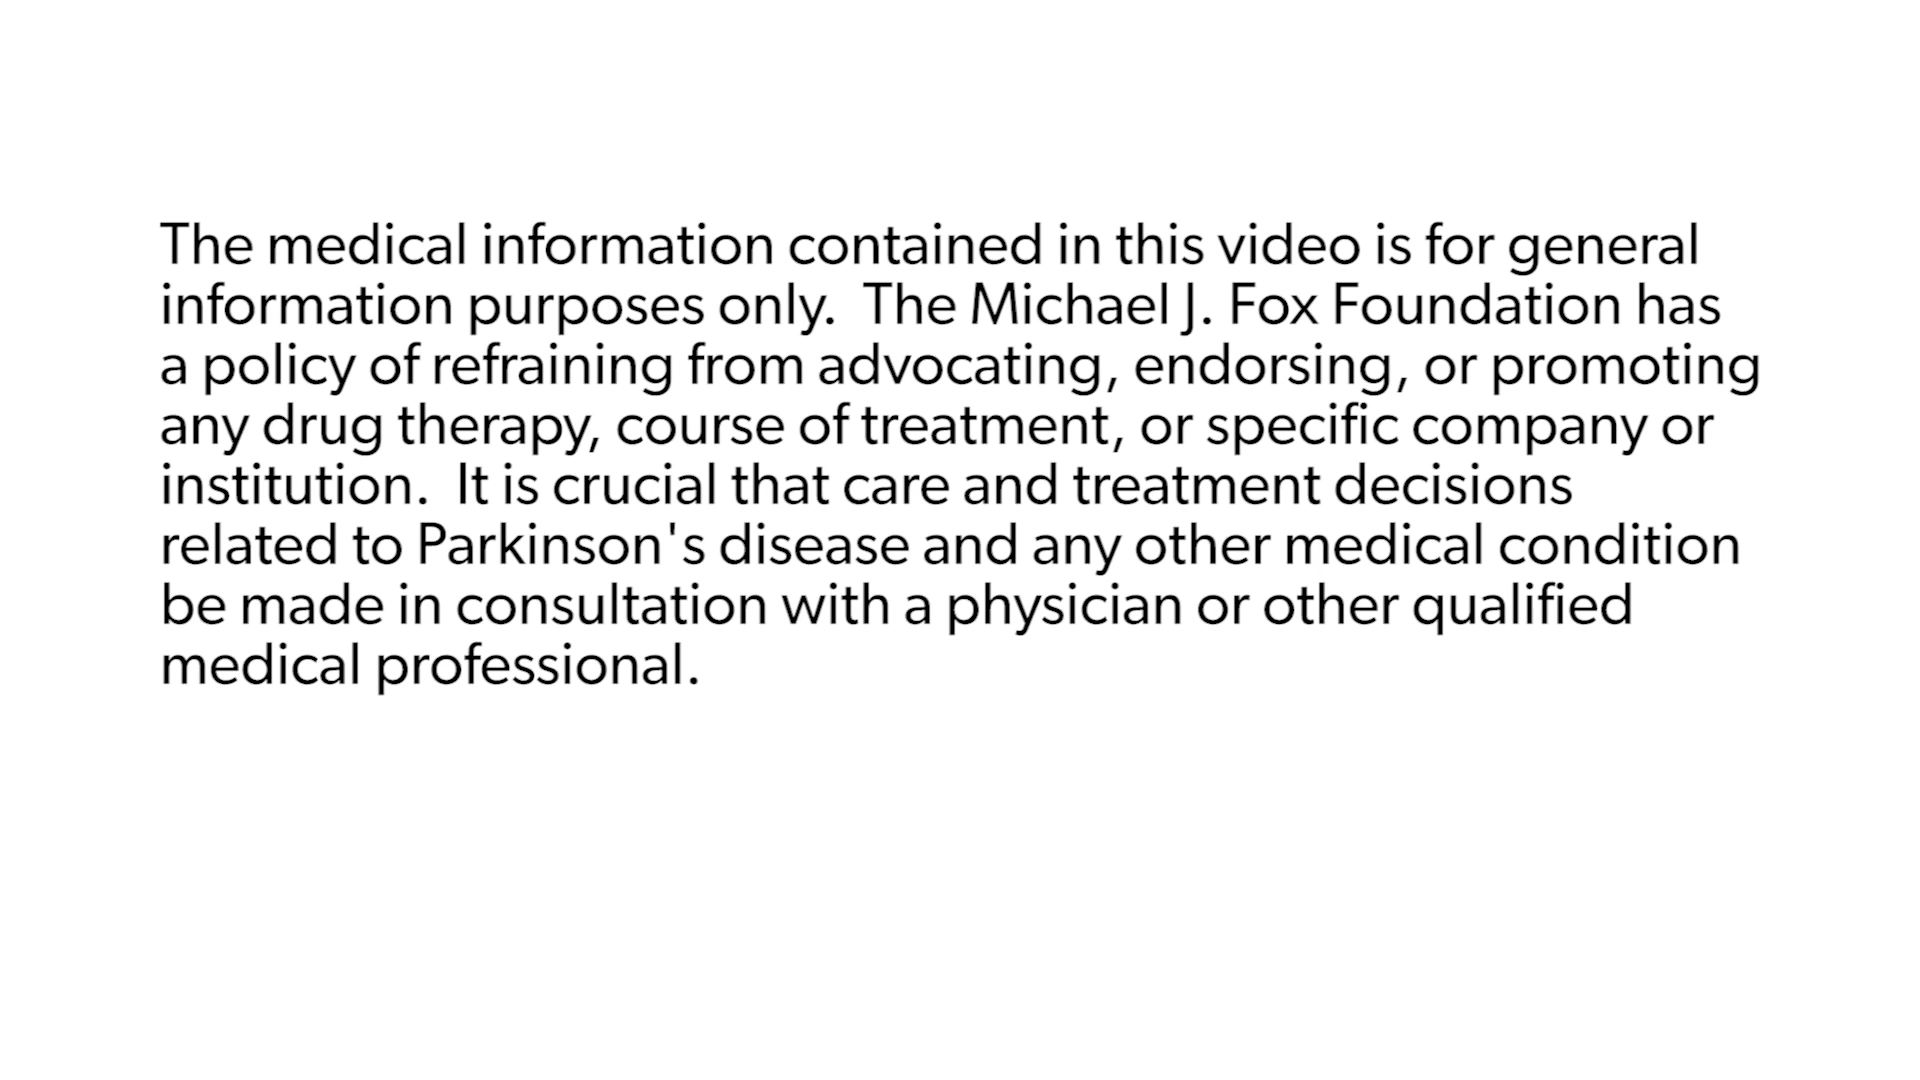 The medical information contained in this video is for general
information purposes only.  The Michael J. Fox Foundation has
a policy of refraining from advocating, endorsing, or promoting
any drug therapy, course of treatment, or specific company or
institution.  It is crucial that care and treatment decisions
related to Parkinson's disease and any other medical condition
be made in consultation with a physician or other qualified
medical professional.